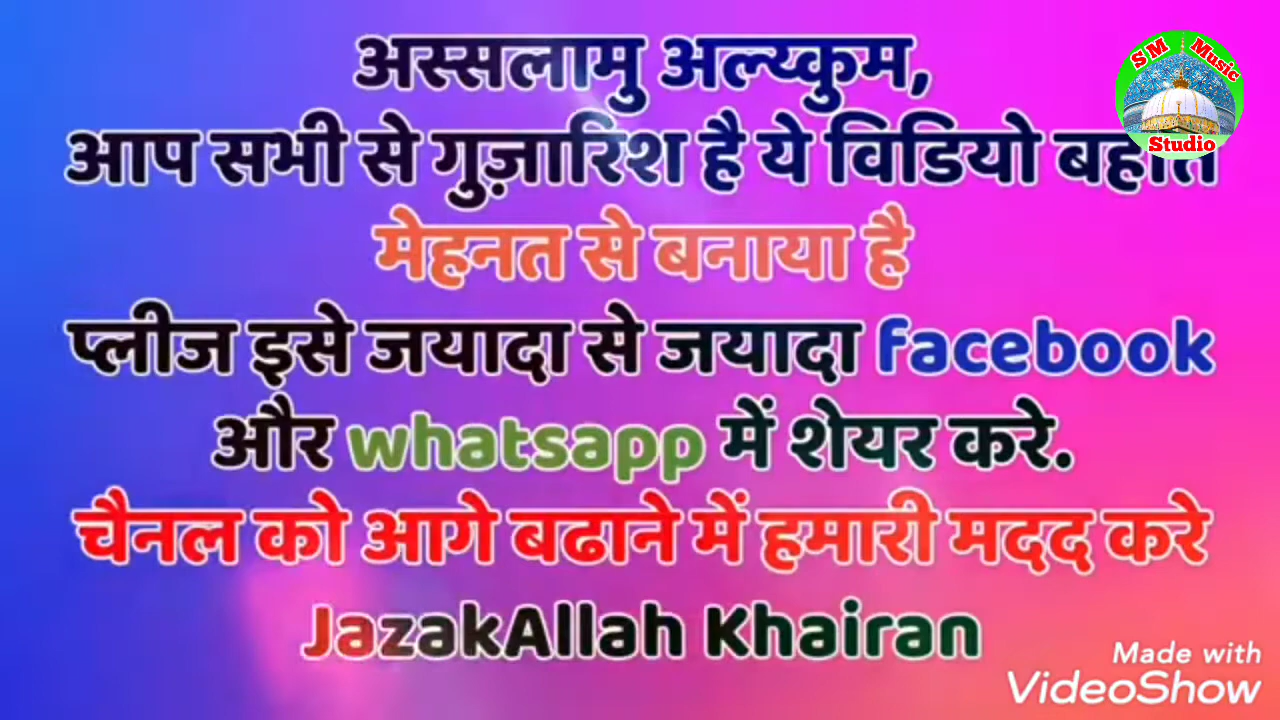 अस्सलामु अल्य्कुम,
आप सभी से गुज़ारिश है ये विडियो बहोत
मेहनत से बनाया है
प्लीज इसे जयादा से जयादा facebook
और whatsapp में शेयर करे.
चैनल को आगे बढाने में हमारी मदद करे
JazakAllah Khairan
SM Music
Studio
Made with
VideoShow